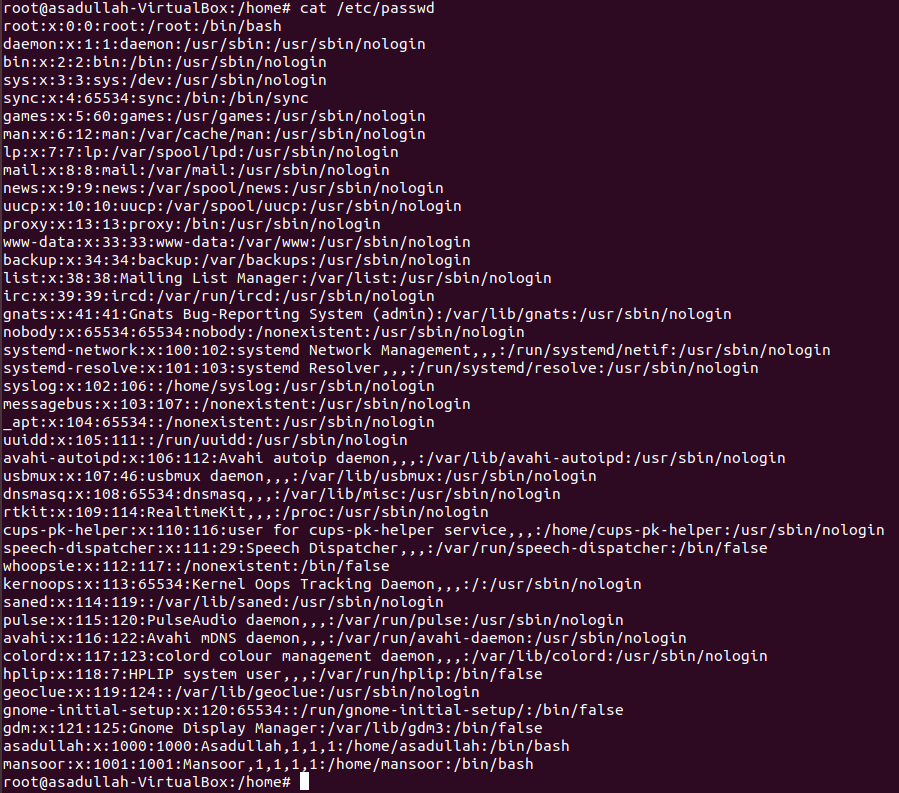 root@asadullah-VirtualBox:/home# cat /etc/passwd
root:x:0:0:root:/root:/bin/bash
daemon:x:1:1:daemon:/usr/sbin:/usr/sbin/nologin
bin:x:2:2:bin:/bin:/usr/sbin/nologin
sys:x:3:3:sys:/dev:/usr/sbin/nologin
sync:x:4:65534:sync:/bin:/bin/sync
games:x:5:60:games:/usr/games:/usr/sbin/nologin
man:x:6:12:man:/var/cache/man:/usr/sbin/nologin
lp:x:7:7:lp:/var/spool/lpd:/usr/sbin/nologin
mail:x:8:8:mail:/var/mail:/usr/sbin/nologin
news:x:9:9:news:/var/spool/news:/usr/sbin/nologin
uucp:x:10:10:uucp:/var/spool/uucp:/usr/sbin/nologin
proxy:x:13:13:proxy:/bin:/usr/sbin/nologin
www-data:x:33:33:www-data:/var/www:/usr/sbin/nologin
backup:x:34:34:backup:/var/backups:/usr/sbin/nologin
list:x:38:38:Mailing List Manager:/var/list:/usr/sbin/nologin
irc:x:39:39:ircd:/var/run/ircd:/usr/sbin/nologin
gnats:x:41:41:Gnats Bug-Reporting System (admin):/var/lib/gnats:/usr/sbin/nologin
nobody:x:65534:65534:nobody:/nonexistent:/usr/sbin/nologin
systemd-network:x:100:102:systemd Network Management,,,:/run/systemd/netif:/usr/sbin/nologin
systemd-resolve:x:101:103:systemd Resolver,,,:/run/systemd/resolve:/usr/sbin/nologin
syslog:x:102:106::/home/syslog:/usr/sbin/nologin
messagebus:x:103:107::/nonexistent:/usr/sbin/nologin
_apt:x:104:65534::/nonexistent:/usr/sbin/nologin
uuidd:x:105:111::/run/uuidd:/usr/sbin/nologin
avahi-autoipd:x:106:112:Avahi autoip daemon,,,:/var/lib/avahi-autoipd:/usr/sbin/nologin
usbmux:x:107:46:usbmux daemon,,,:/var/lib/usbmux:/usr/sbin/nologin
dnsmasq:x:108:65534:dnsmasq,,,:/var/lib/misc:/usr/sbin/nologin
rtkit:x:109:114:RealtimeKit,,,:/proc:/usr/sbin/nologin
cups-pk-helper:x:110:116:user for cups-pk-helper service,,,:/home/cups-pk-helper:/usr/sbin/nologin
speech-dispatcher:x:111:29:Speech Dispatcher,,,:/var/run/speech-dispatcher:/bin/false
whoopsie:x:112:117::/nonexistent:/bin/false
kernoops:x:113:65534:Kernel Oops Tracking Daemon,,,:/:/usr/sbin/nologin
saned:x:114:119::/var/lib/saned:/usr/sbin/nologin
pulse:x:115:120:PulseAudio daemon,,,:/var/run/pulse:/usr/sbin/nologin
avahi:x:116:122:Avahi mDNS daemon,,,:/var/run/avahi-daemon:/usr/sbin/nologin
colord:x:117:123:colord colour management daemon,,,:/var/lib/colord:/usr/sbin/nologin
hplip:x:118:7:HPLIP system user,,,:/var/run/hplip:/bin/false
geoclue:x:119:124::/var/lib/geoclue:/usr/sbin/nologin
gnome-initial-setup:x:120:65534::/run/gnome-initial-setup/:/bin/false
gdm:x:121:125:Gnome Display Manager:/var/lib/gdm3:/bin/false
asadullah:x:1000:1000:Asadullah,1,1,1:/home/asadullah:/bin/bash
mansoor:x:1001:1001:Mansoor,1,1,1,1:/home/mansoor:/bin/bash
root@asadullah-VirtualBox:/home#